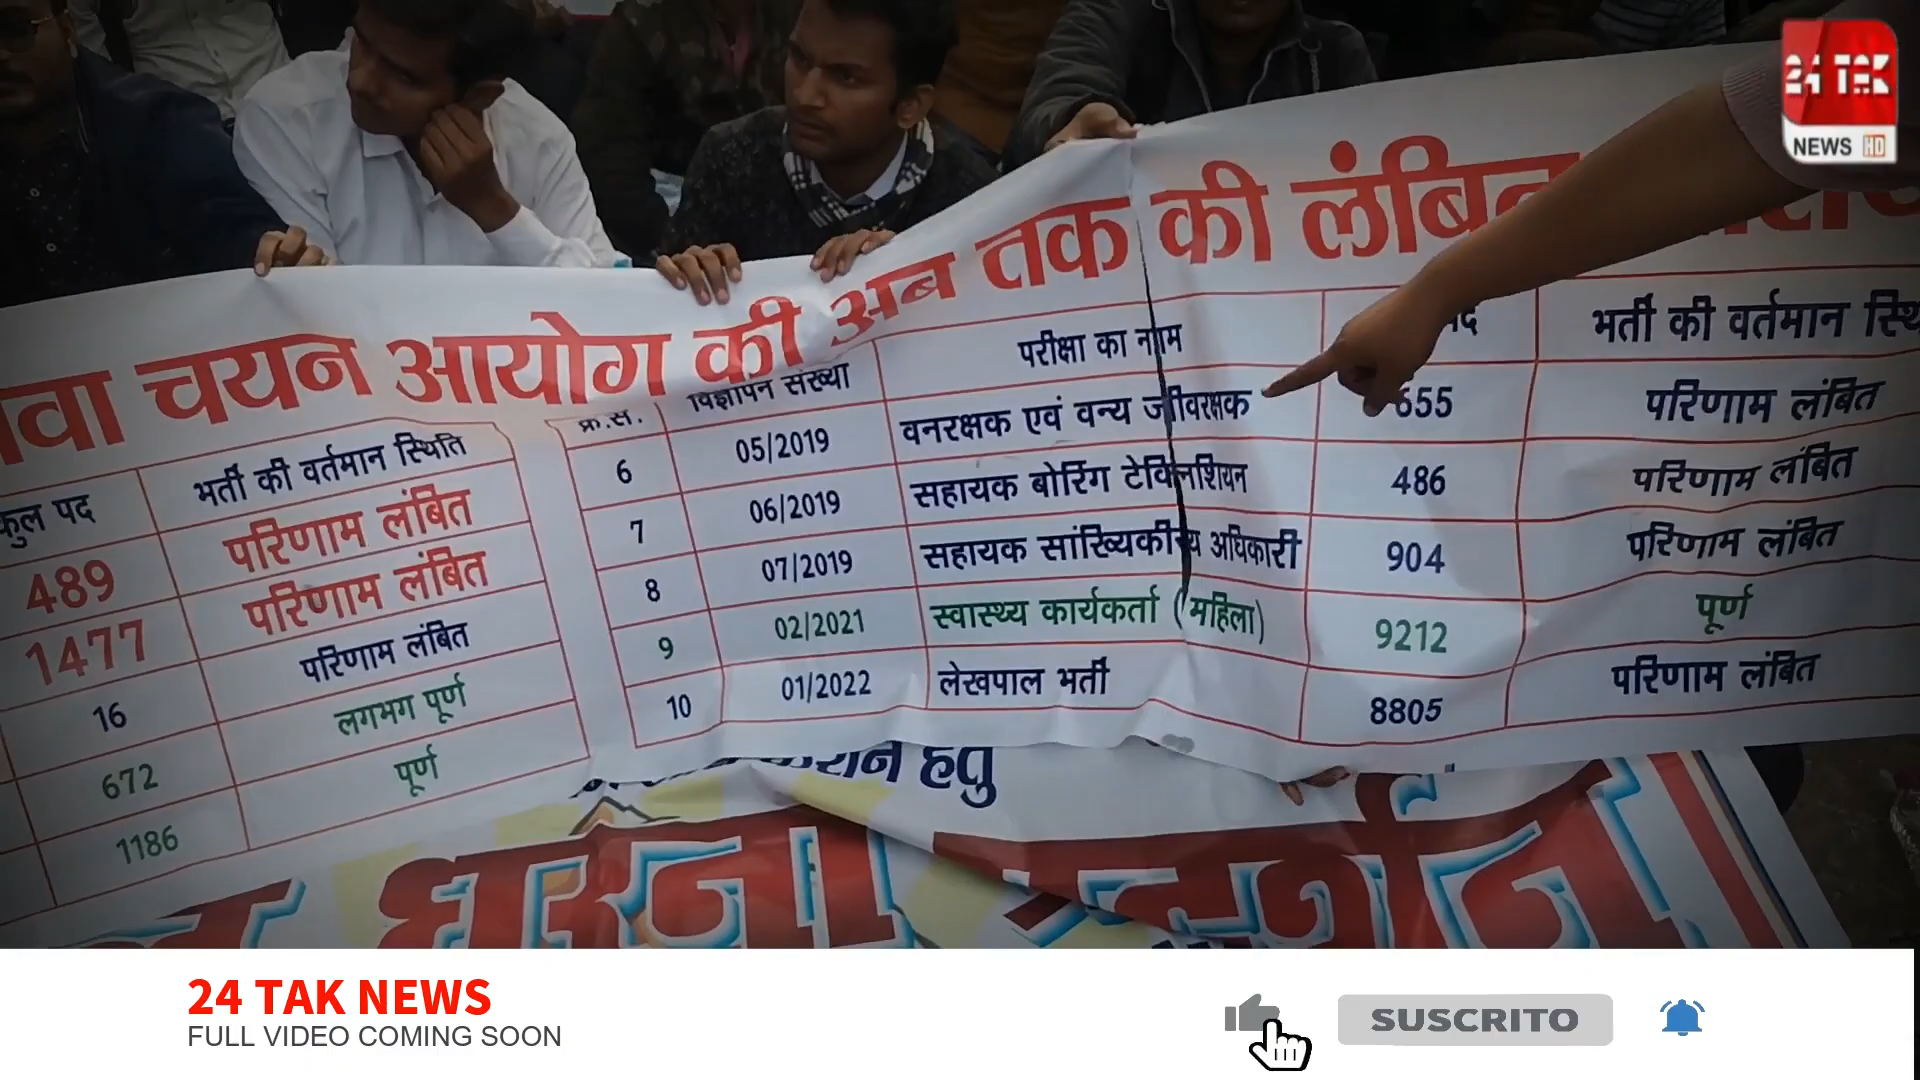 24 TAK
NEWS HD
चयन आयोग की अब तक की लंबित
कुल पद भर्ती की वर्तमान स्थिति
489 परिणाम लंबित
1477 परिणाम लंबित
16 परिणाम लंबित
672 लगभग पूर्ण
1186 पूर्ण
क्र.सं. विज्ञापन संख्या परीक्षा का नाम भर्ती की वर्तमान
6 05/2019 वनरक्षक एवं वन्य जीवरक्षक 655 परिणाम लंबित
7 06/2019 सहायक बोरिंग टेक्निशियन 486 परिणाम लंबित
8 07/2019 सहायक सांख्यिकीय अधिकारी 904 परिणाम लंबित
9 02/2021 स्वास्थ्य कार्यकर्ता (महिला) 9212 पूर्ण
10 01/2022 लेखपाल भर्ती 8805 परिणाम लंबित
हेतु
धरना
24 TAK NEWS
FULL VIDEO COMING SOON
SUSCRITO